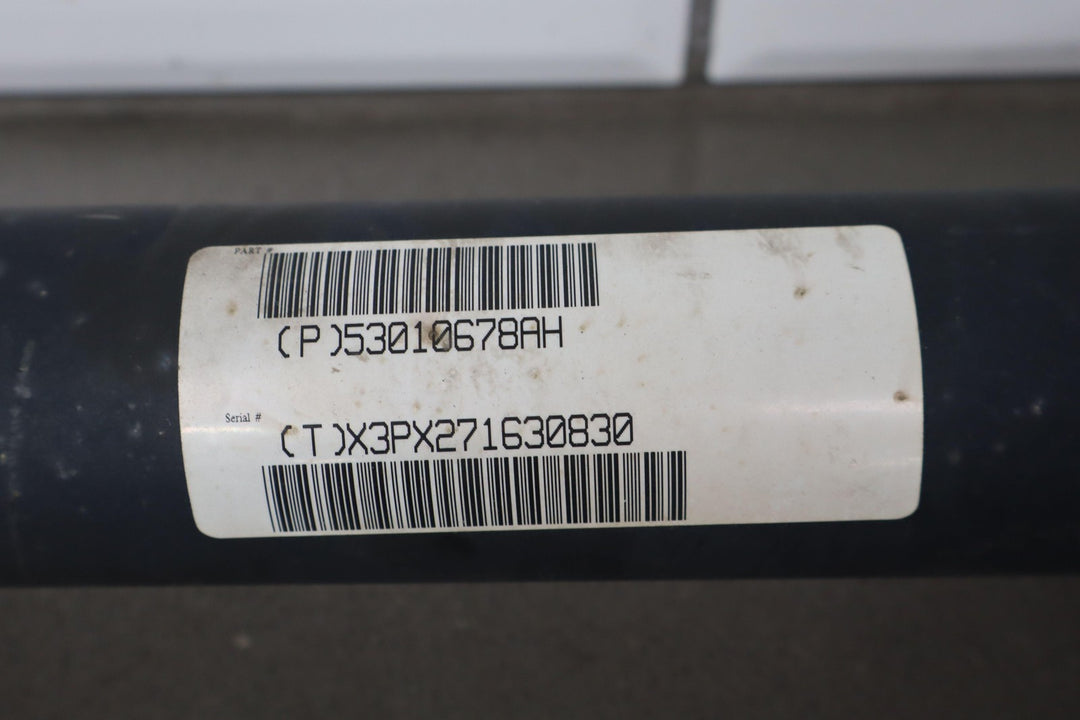 PART #
(P)53010678AH
Serial #
(T)X3PX271630830